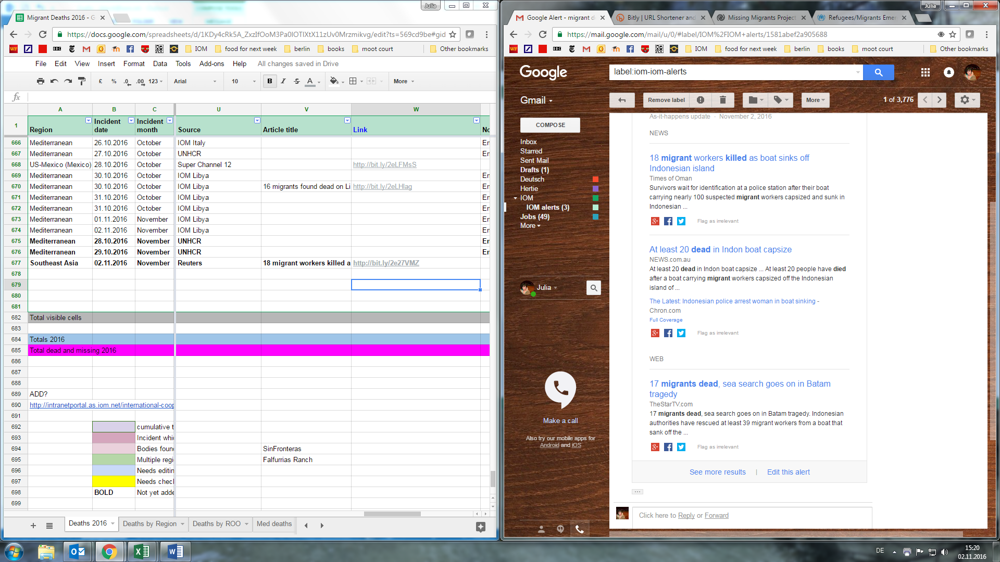 Julia
Migrant Deaths 2016 - G
https://docs.google.com/spreadsheets/d/1KDy4cRk5A_ZxzIfOoM3Pa0IOTIXtX11zUv0Mrzmikvg/edit?ts=569cd9be#gid
IOM food for next week berlin books moot court Other bookmarks
File Edit View Insert Format Data Tools Add-ons Help All changes saved in Drive
£ % .0 .00 123 Arial 10 B I S A More
fx
A B C U V W
1 Region Incident date Incident month Source Article title Link No
666 Mediterranean 26.10.2016 October IOM Italy En
667 Mediterranean 27.10.2016 October UNHCR En
668 US-Mexico (Mexico) 28.10.2016 October Super Channel 12 http://bit.ly/2eLFMsS
669 Mediterranean 30.10.2016 October IOM Libya En
670 Mediterranean 30.10.2016 October IOM Libya 16 migrants found dead on Li http://bit.ly/2eLHlag En
671 Mediterranean 31.10.2016 October IOM Libya En
672 Mediterranean 31.10.2016 October IOM Libya En
673 Mediterranean 01.11.2016 November IOM Libya En
674 Mediterranean 02.11.2016 November IOM Libya En
675 Mediterranean 28.10.2016 November UNHCR En
676 Mediterranean 29.10.2016 November UNHCR En
677 Southeast Asia 02.11.2016 November Reuters 18 migrant workers killed a http://bit.ly/2e27VMZ
678
679
680
681
682 Total visible cells
683
684 Totals 2016
685 Total dead and missing 2016
686
687
688
689 ADD?
690 http://intranetportal.as.iom.net/international-coop
691
692 cumulative t
693 Incident whic
694 Bodies foun SinFronteras
695 Multiple regi Falfurrias Ranch
696 Needs editin
697 Needs check
698 BOLD Not yet adde
699
Deaths 2016 Deaths by Region Deaths by ROO Med deaths
Julia
Google Alert - migrant d Bitly | URL Shortener and Missing Migrants Project Refugees/Migrants Emer
https://mail.google.com/mail/u/0/#label/IOM%2FIOM+alerts/1581abef2a905688
IOM food for next week berlin books moot court Other bookmarks
Google
label:iom-iom-alerts
Gmail
Remove label More 1 of 3,776
COMPOSE
Inbox
Starred
Sent Mail
Drafts (1)
Deutsch
Hertie
IOM
IOM alerts (3)
Jobs (49)
More
Julia
Make a call
Also try our mobile apps for
Android and iOS
As-it-happens update · November 2, 2016
NEWS
18 migrant workers killed as boat sinks off
Indonesian island
Times of Oman
Survivors wait for identification at a police station after their boat
carrying nearly 100 suspected migrant workers capsized and sunk in
Indonesian ...
Flag as irrelevant
At least 20 dead in Indon boat capsize
NEWS.com.au
At least 20 dead in Indon boat capsize ... At least 20 people have died
after a boat carrying migrant workers capsized off the Indonesian
island of ...
The Latest: Indonesian police arrest woman in boat sinking -
Chron.com
Full Coverage
Flag as irrelevant
WEB
17 migrants dead, sea search goes on in Batam
tragedy
TheStarTV.com
17 migrants dead, sea search goes on in Batam tragedy. Indonesian
authorities have rescued at least 39 migrant workers from a boat that
sank off the ...
Flag as irrelevant
See more results | Edit this alert
Click here to Reply or Forward
DE
15:20
02.11.2016